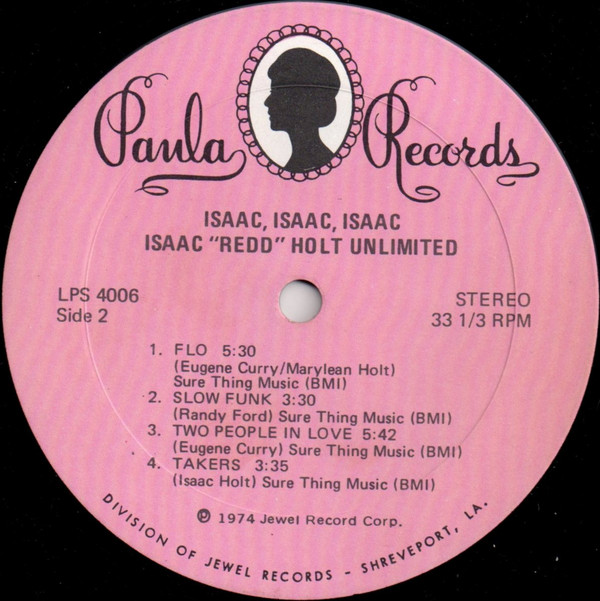 Paula Records
ISAAC, ISAAC, ISAAC
ISAAC "REDD" HOLT UNLIMITED
LPS 4006
Side 2
STEREO
33 1/3 RPM
1. FLO 5:30
(Eugene Curry/Marylean Holt)
Sure Thing Music (BMI)
2. SLOW FUNK 3:30
(Randy Ford) Sure Thing Music (BMI)
3. TWO PEOPLE IN LOVE 5:42
(Eugene Curry) Sure Thing Music (BMI)
4. TAKERS 3:35
(Isaac Holt) Sure Thing Music (BMI)
℗ 1974 Jewel Record Corp.
DIVISION OF JEWEL RECORDS - SHREVEPORT, LA.